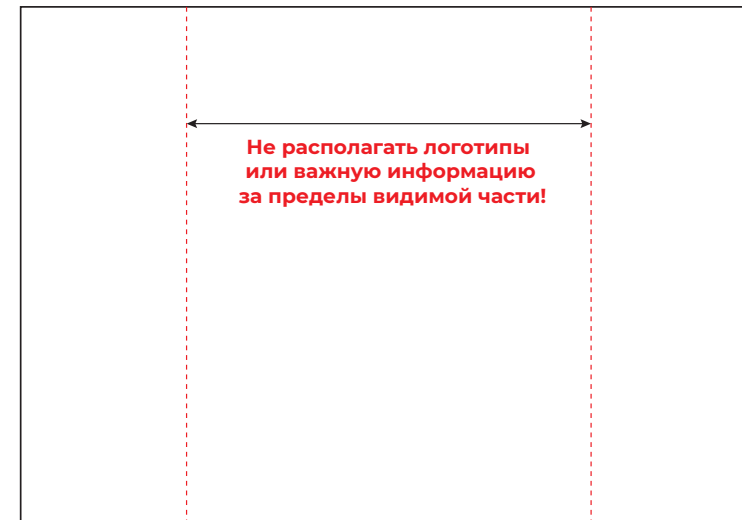 Не располагать логотипы
или важную информацию
за пределы видимой части!